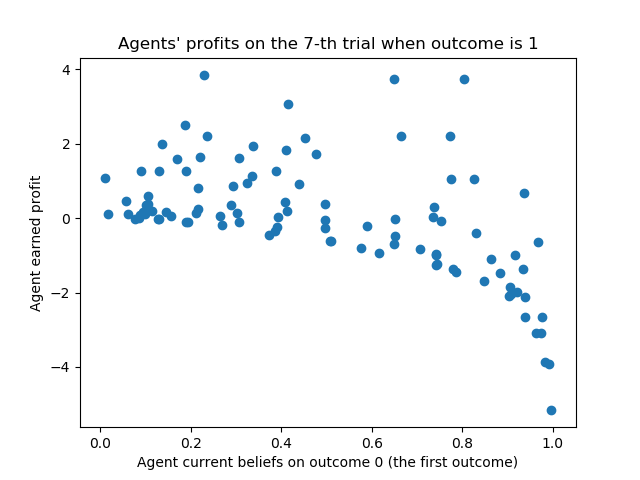 Agents' profits on the 7-th trial when outcome is 1
Agent earned profit
4
2
0
−2
−4
0.0 0.2 0.4 0.6 0.8 1.0
Agent current beliefs on outcome 0 (the first outcome)